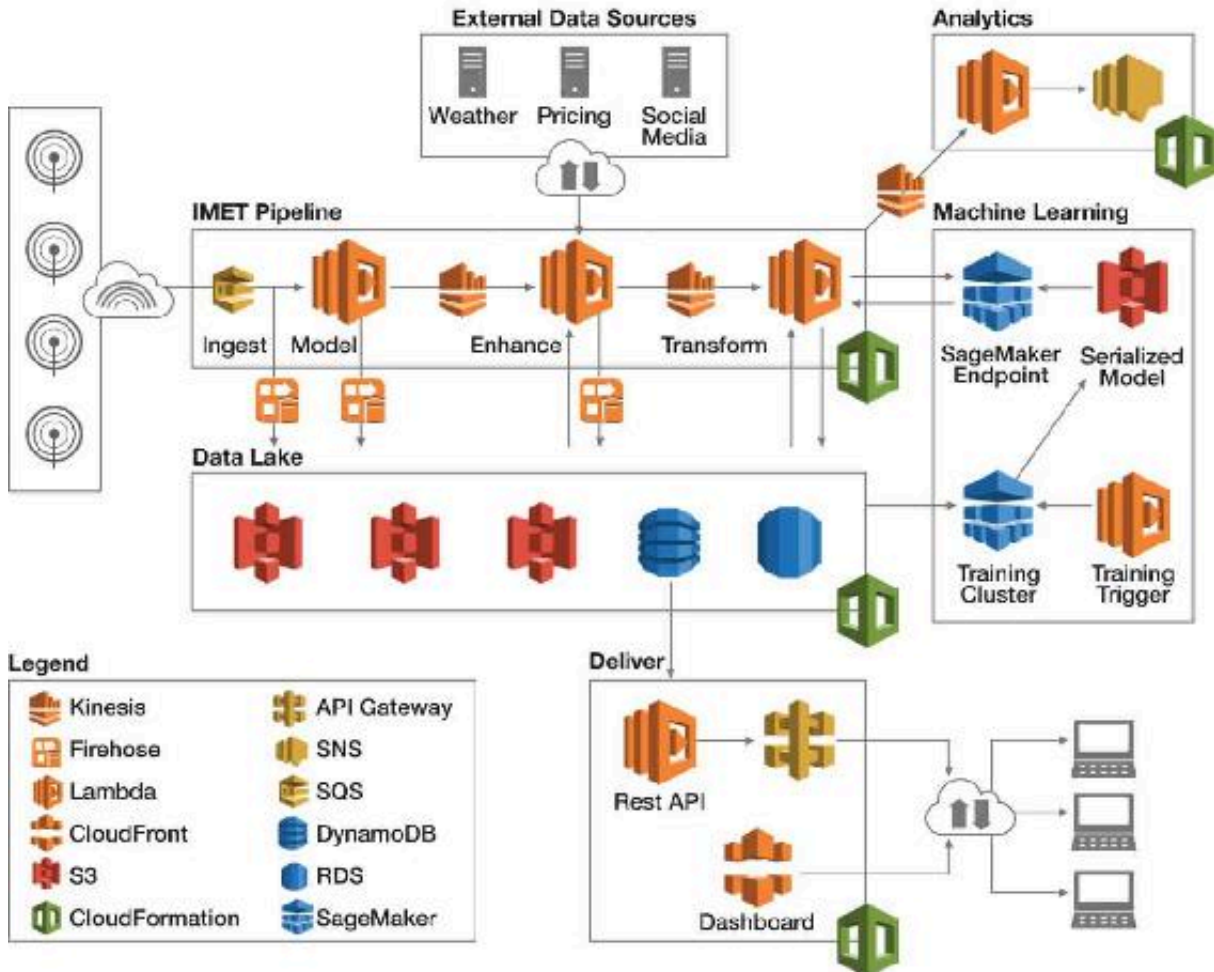 External Data Sources
Analytics
Weather
Pricing
Social
Media
IMET Pipeline
Machine Learning
Ingest
Model
Enhance
Transform
SageMaker
Endpoint
Serialized
Model
Data Lake
Training
Cluster
Training
Trigger
Legend
Deliver
Kinesis
API Gateway
Firehose
SNS
Lambda
SQS
CloudFront
DynamoDB
S3
RDS
CloudFormation
SageMaker
Rest API
Dashboard